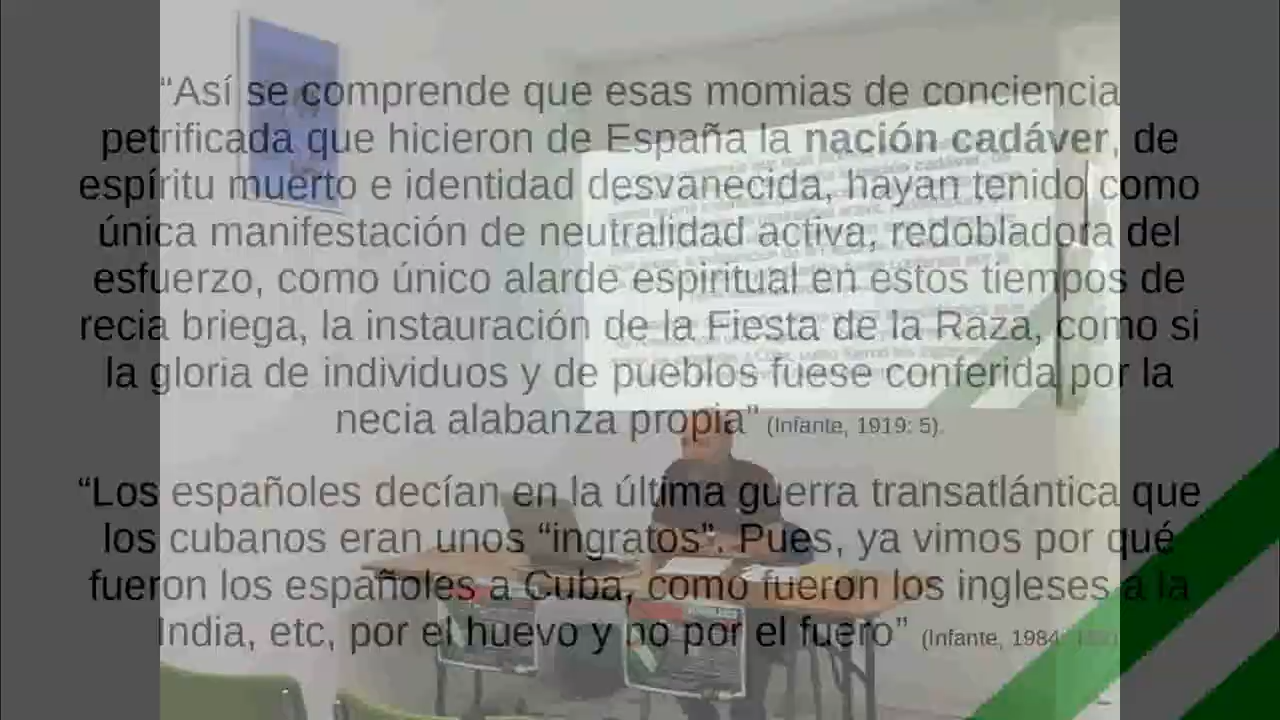 “Así se comprende que esas momias de conciencia
petrificada que hicieron de España la nación cadáver, de
espíritu muerto e identidad desvanecida, hayan tenido como
única manifestación de neutralidad activa, redobladora del
esfuerzo, como único alarde espiritual en estos tiempos de
recia briega, la instauración de la Fiesta de la Raza, como si
la gloria de individuos y de pueblos fuese conferida por la
necia alabanza propia” (Infante, 1919: 5).
“Los españoles decían en la última guerra transatlántica que
los cubanos eran unos “ingratos”. Pues, ya vimos por qué
fueron los españoles a Cuba, como fueron los ingleses a la
India, etc, por el huevo y no por el fuero” (Infante, 1984: